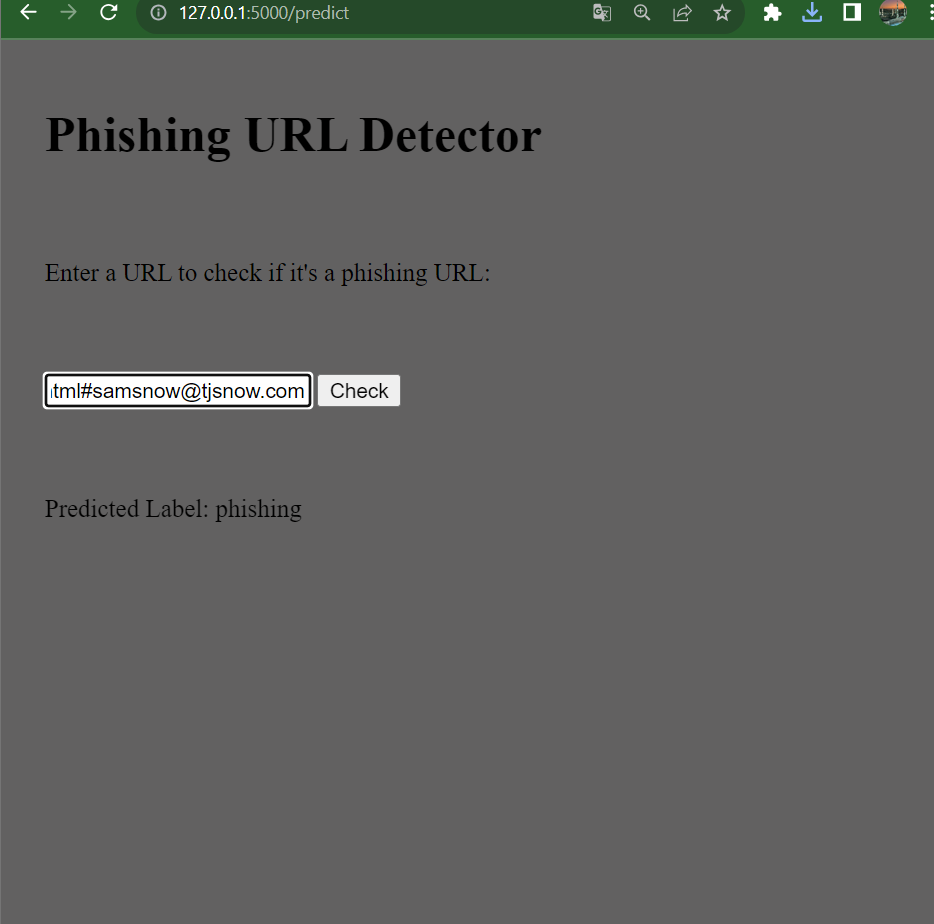 127.0.0.1:5000/predict
Phishing URL Detector
Enter a URL to check if it's a phishing URL:
tml#samsnow@tjsnow.com Check
Predicted Label: phishing